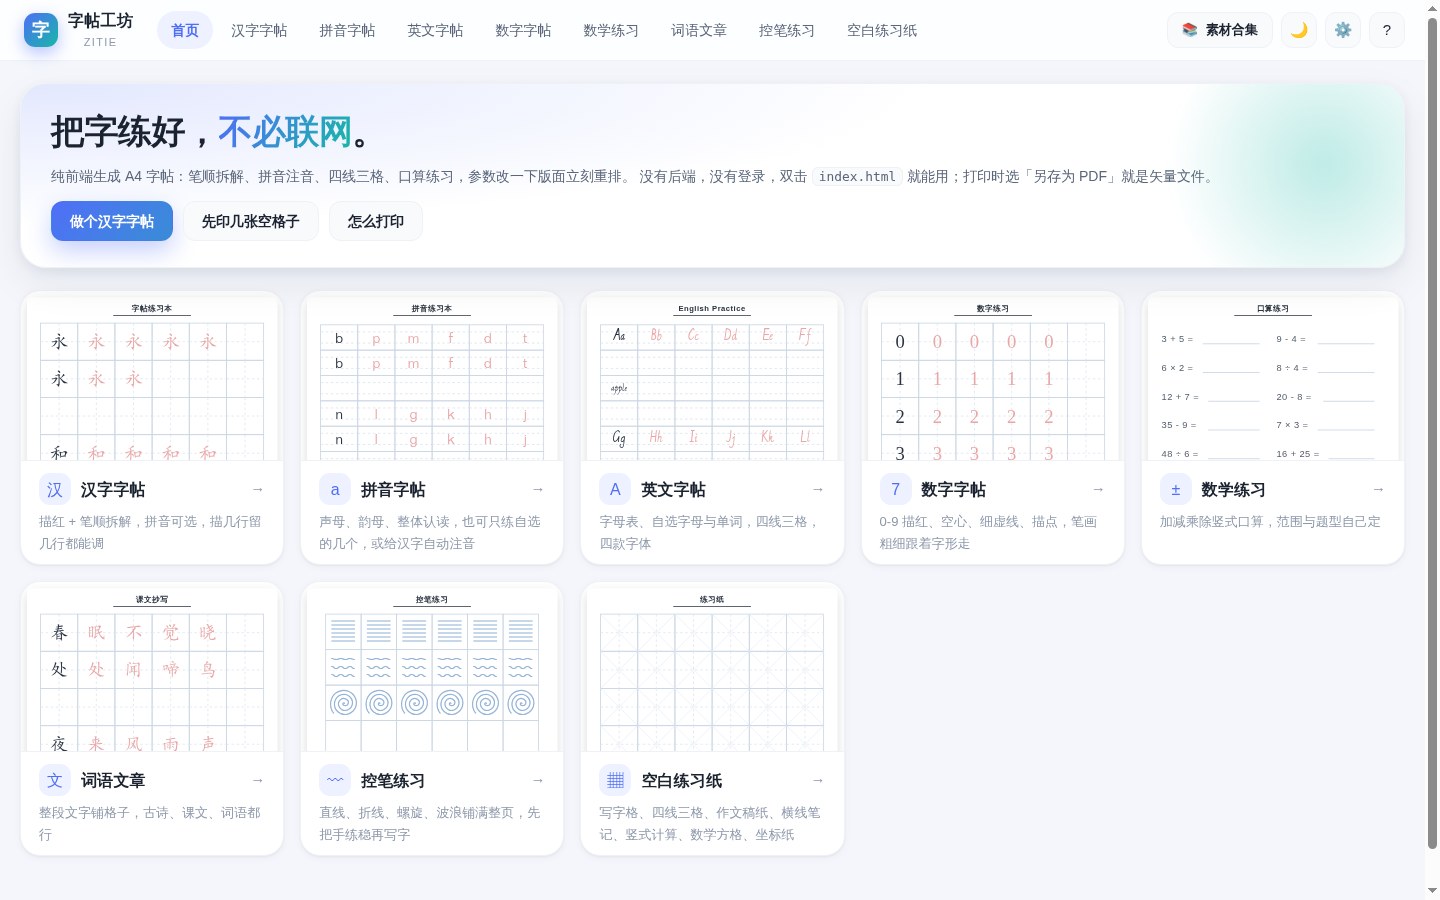 字 字帖工坊 ZITIE 首页 汉字字帖 拼音字帖 英文字帖 数字字帖 数学练习 词语文章 控笔练习 空白练习纸 📚 素材合集 🌙 ⚙️ ?
把字练好，不必联网。
纯前端生成 A4 字帖：笔顺拆解、拼音注音、四线三格、口算练习，参数改一下版面立刻重排。 没有后端，没有登录，双击 index.html 就能用；打印时选「另存为 PDF」就是矢量文件。
做个汉字字帖 先印几张空格子 怎么打印
字帖练习本
永 永 永 永 永
永 永 永
和 和 和 和 和
汉 汉字字帖 →
描红 + 笔顺拆解，拼音可选，描几行留
几行都能调
拼音练习本
b p m f d t
b p m f d t
n l g k h j
n l g k h j
a 拼音字帖 →
声母、韵母、整体认读，也可只练自选
的几个，或给汉字自动注音
English Practice
Aa Bb Cc Dd Ee Ff
apple
Gg Hh Ii Jj Kk Ll
A 英文字帖 →
字母表、自选字母与单词，四线三格，
四款字体
数字练习
0 0 0 0 0
1 1 1 1 1
2 2 2 2 2
3 3 3 3 3
7 数字字帖 →
0-9 描红、空心、细虚线、描点，笔画
粗细跟着字形走
口算练习
3 + 5 = 9 - 4 =
6 × 2 = 8 ÷ 4 =
12 + 7 = 20 - 8 =
35 - 9 = 7 × 3 =
48 ÷ 6 = 16 + 25 =
± 数学练习 →
加减乘除竖式口算，范围与题型自己定
课文抄写
春 眠 不 觉 晓
处 处 闻 啼 鸟
夜 来 风 雨 声
文 词语文章 →
整段文字铺格子，古诗、课文、词语都
行
控笔练习
﹏ 控笔练习 →
直线、折线、螺旋、波浪铺满整页，先
把手练稳再写字
练习纸
▦ 空白练习纸 →
写字格、四线三格、作文稿纸、横线笔
记、竖式计算、数学方格、坐标纸